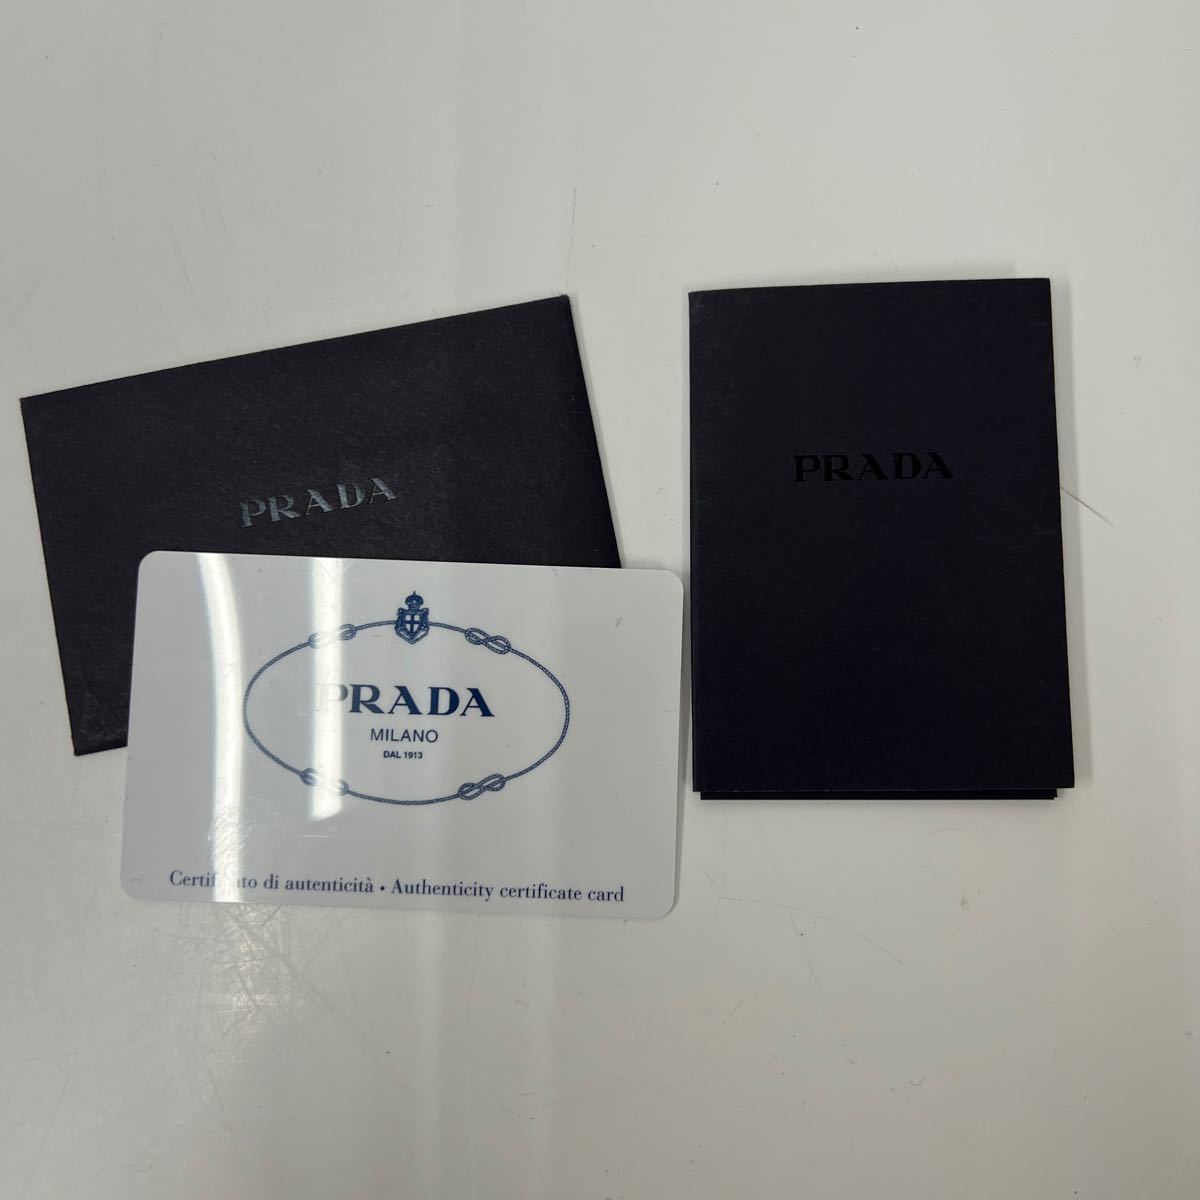 PRADA
PRADA
PRADA
MILANO
DAL 1913
Certificato di autenticità • Authenticity certificate card